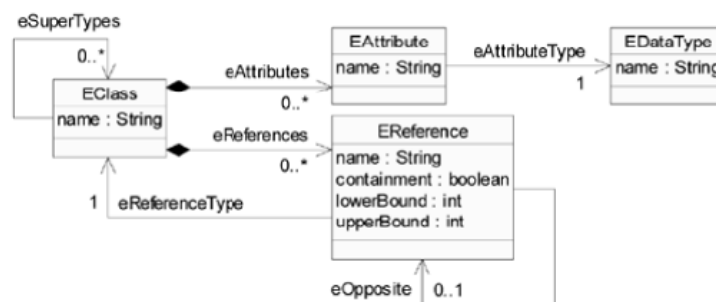 eSuperTypes
0..*
EClass
name : String
eAttributes
0..*
EAttribute
name : String
eAttributeType
1
EDataType
name : String
eReferences
0..*
EReference
name : String
containment : boolean
lowerBound : int
upperBound : int
1
eReferenceType
eOpposite
0..1